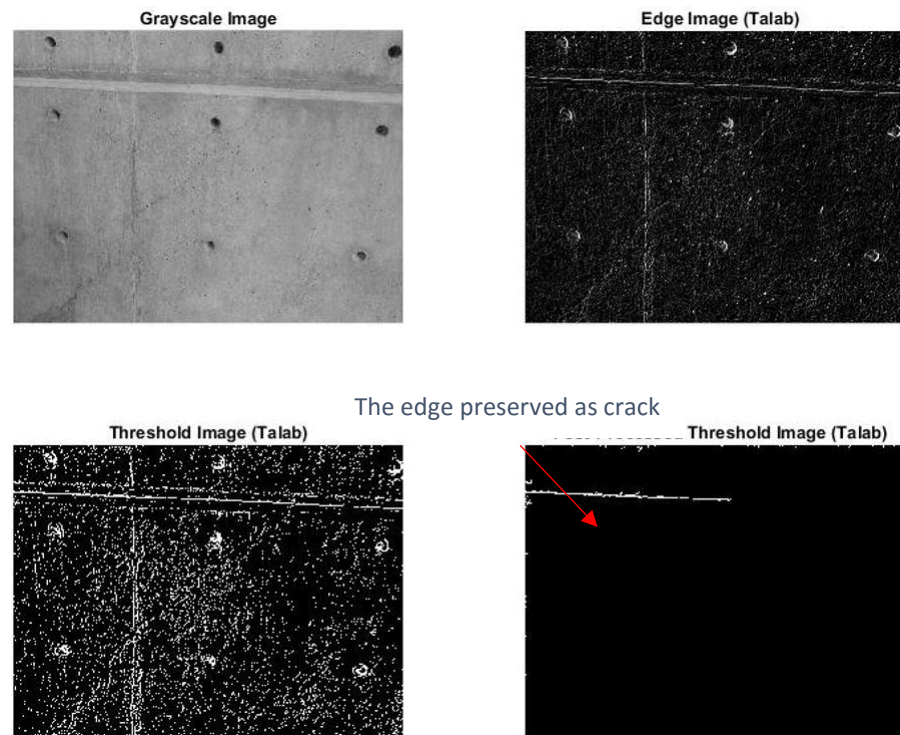 Grayscale Image
Edge Image (Talab)
The edge preserved as crack
Threshold Image (Talab)
Threshold Image (Talab)